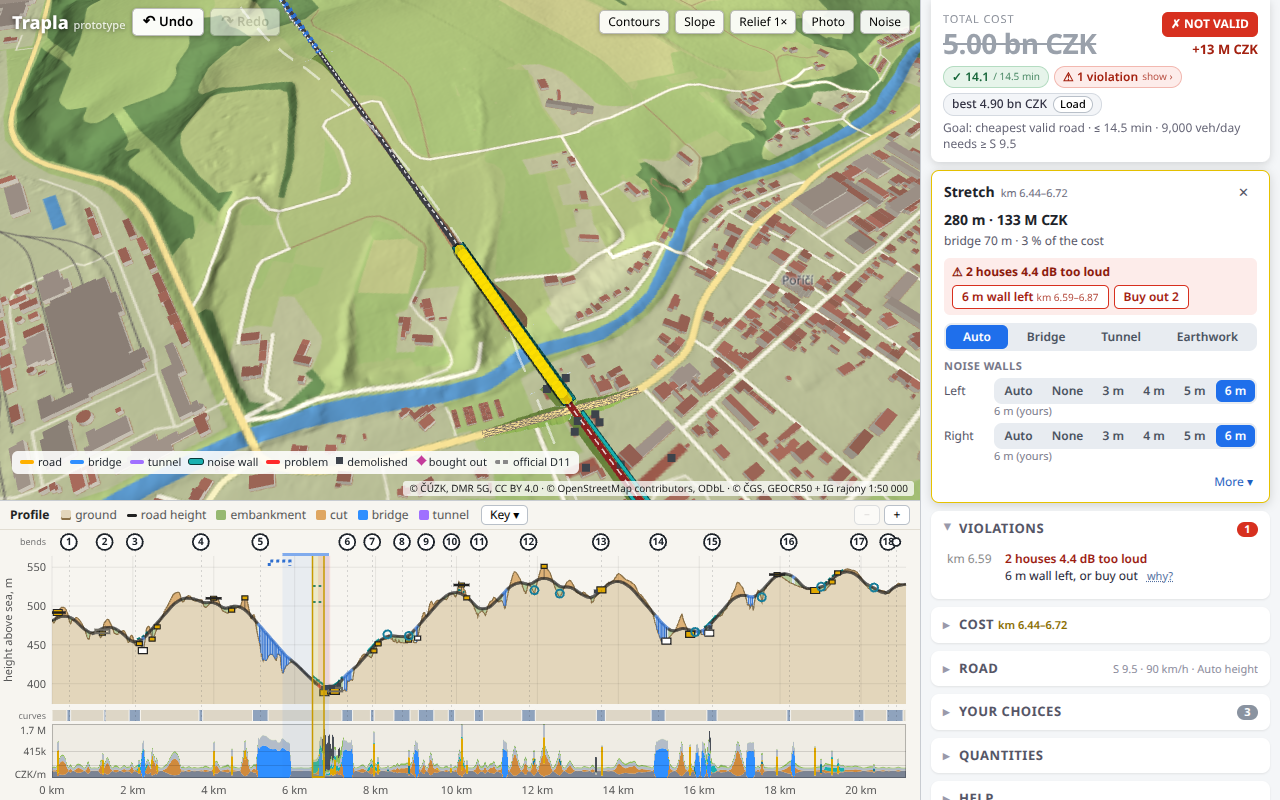 Trapla prototype
↶ Undo
↷ Redo
Contours
Slope
Relief 1×
Photo
Noise
Poříčí
road
bridge
tunnel
noise wall
problem
demolished
bought out
official D11
© ČÚZK, DMR 5G, CC BY 4.0 · © OpenStreetMap contributors, ODbL · © ČGS, GEOCR50 + IG rajony 1:50 000
Profile
ground
road height
embankment
cut
bridge
tunnel
Key ▾
−
+
bends
1 2 3 4 5 6 7 8 9 10 11 12 13 14 15 16 17 18
height above sea, m
550
500
450
400
curves
1.7 M
415k
CZK/m
0 km 2 km 4 km 6 km 8 km 10 km 12 km 14 km 16 km 18 km 20 km
TOTAL COST
✗ NOT VALID
5.00 bn CZK
+13 M CZK
✓ 14.1 / 14.5 min
⚠ 1 violation show ›
best 4.90 bn CZK Load
Goal: cheapest valid road · ≤ 14.5 min · 9,000 veh/day
needs ≥ S 9.5
Stretch km 6.44–6.72 ✕
280 m · 133 M CZK
bridge 70 m · 3 % of the cost
⚠ 2 houses 4.4 dB too loud
6 m wall left km 6.59–6.87
Buy out 2
Auto Bridge Tunnel Earthwork
NOISE WALLS
Left Auto None 3 m 4 m 5 m 6 m
6 m (yours)
Right Auto None 3 m 4 m 5 m 6 m
6 m (yours)
More ▾
▼ VIOLATIONS 1
km 6.59 2 houses 4.4 dB too loud
6 m wall left, or buy out why?
▶ COST km 6.44–6.72
▶ ROAD S 9.5 · 90 km/h · Auto height
▶ YOUR CHOICES 3
▶ QUANTITIES
▶ HELP